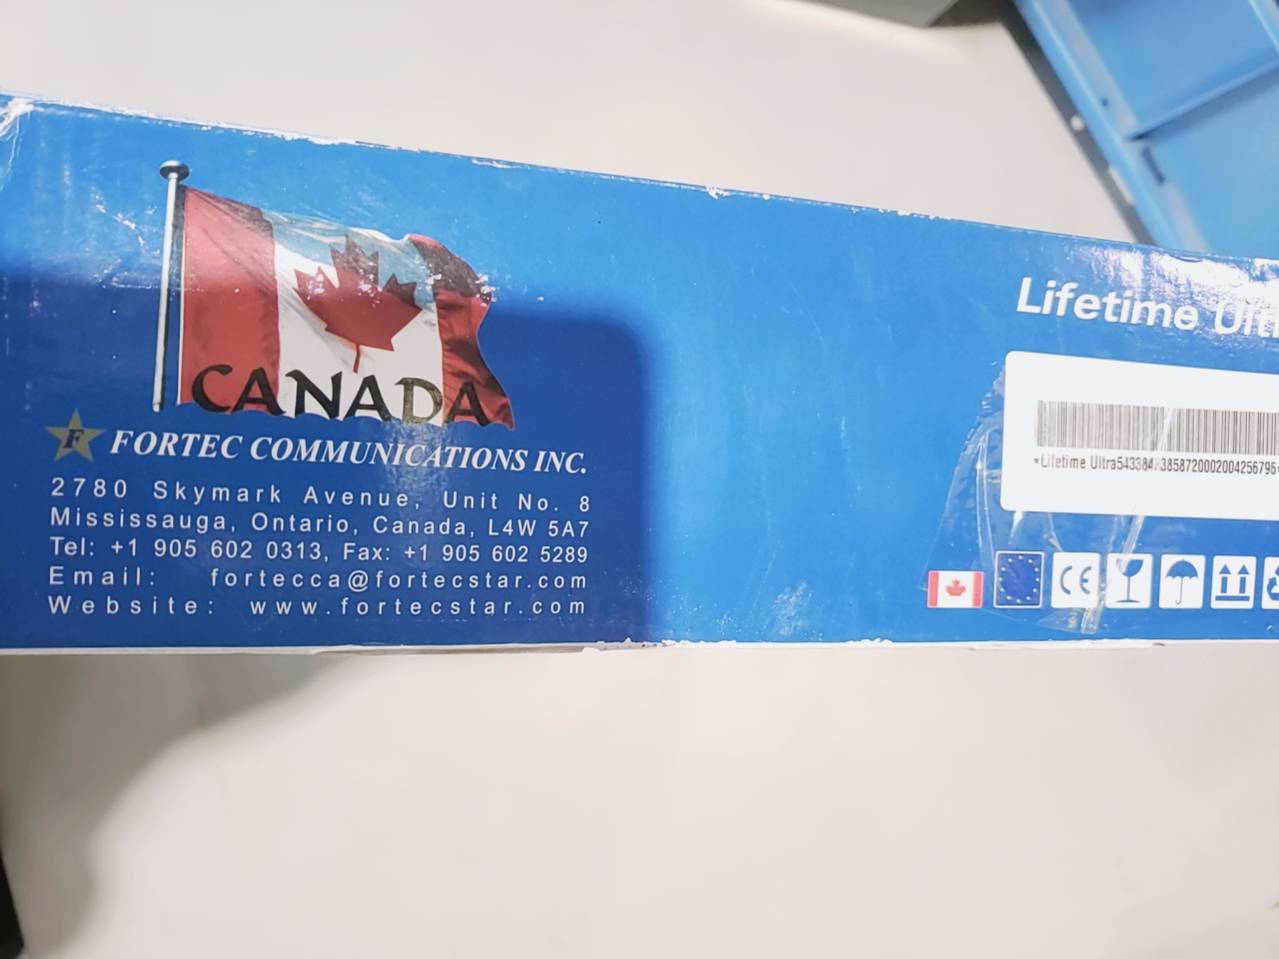 CANADA
F FORTEC COMMUNICATIONS INC.
2780 Skymark Avenue, Unit No. 8
Mississauga, Ontario, Canada, L4W 5A7
Tel: +1 905 602 0313, Fax: +1 905 602 5289
Email: fortecca@fortecstar.com
Website: www.fortecstar.com
Lifetime
CE